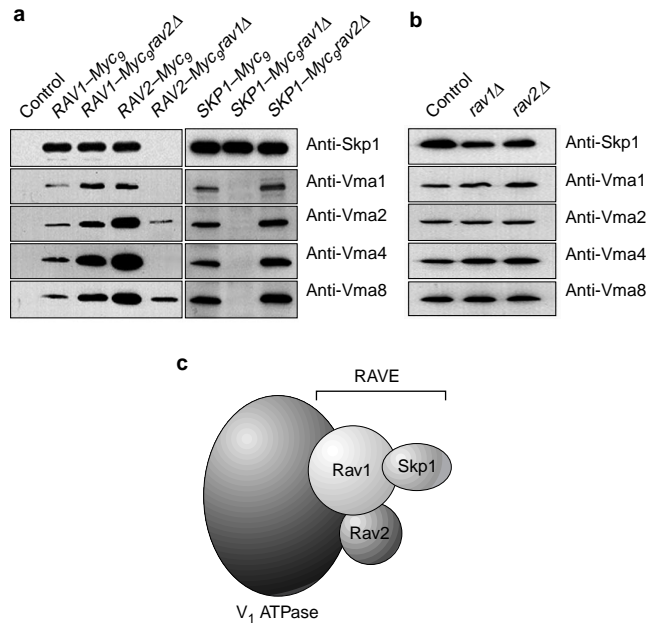 a
Control
RAV1–Myc9
RAV1–Myc9rav2Δ
RAV2–Myc9
RAV2–Myc9rav1Δ
SKP1–Myc9
SKP1–Myc9rav1Δ
SKP1–Myc9rav2Δ
Anti-Skp1
Anti-Vma1
Anti-Vma2
Anti-Vma4
Anti-Vma8
b
Control
rav1Δ
rav2Δ
Anti-Skp1
Anti-Vma1
Anti-Vma2
Anti-Vma4
Anti-Vma8
c
RAVE
Rav1
Skp1
Rav2
V1 ATPase